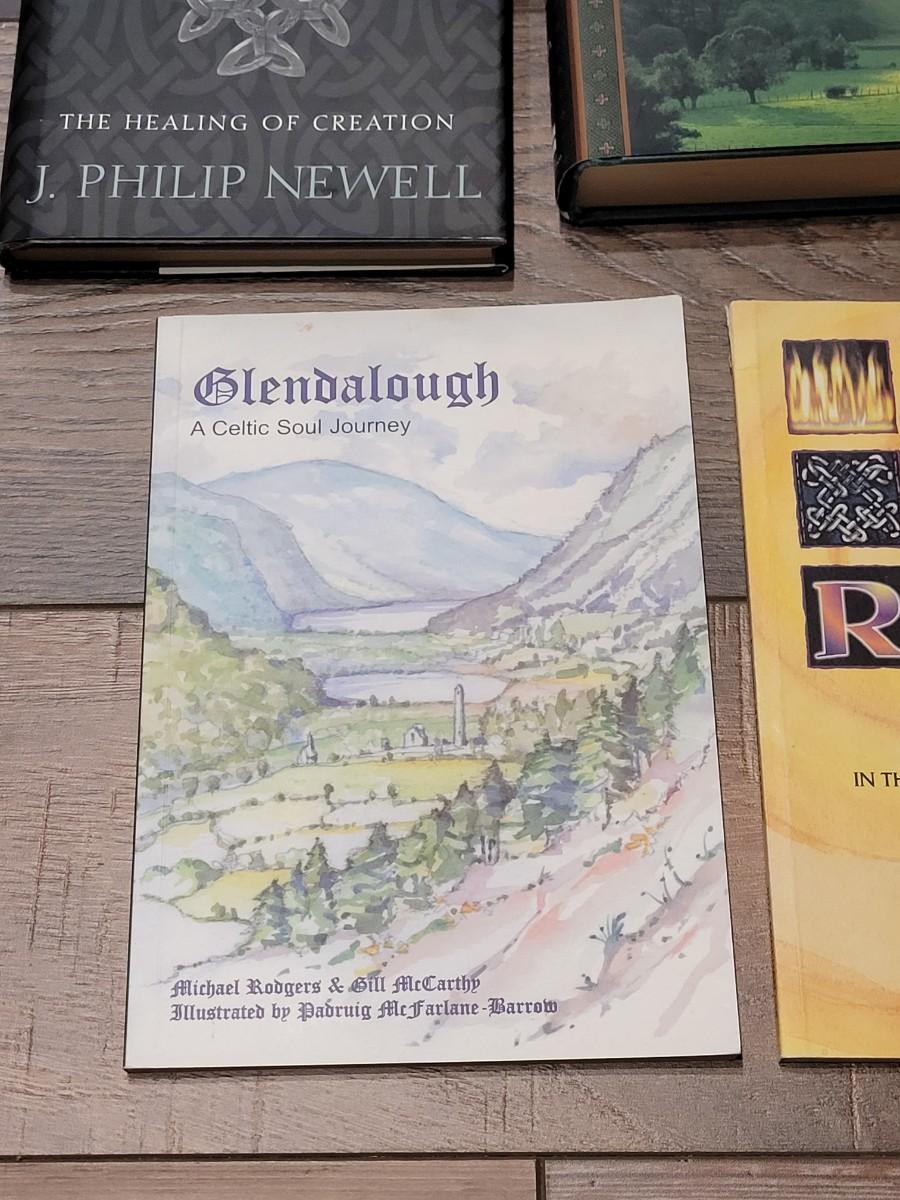 THE HEALING OF CREATION
J. PHILIP NEWELL
Glendalough
A Celtic Soul Journey
Michael Rodgers & Gill McCarthy
Illustrated by Padruig McFarlane-Barrow
R
IN TH